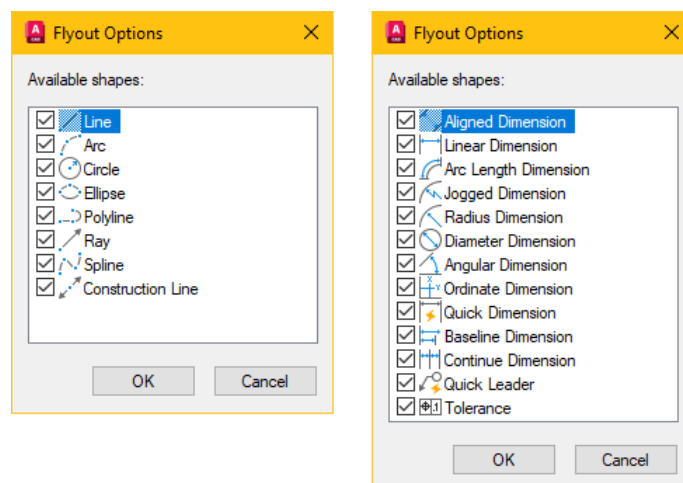 Flyout Options
Available shapes:
Line
Arc
Circle
Ellipse
Polyline
Ray
Spline
Construction Line
OK
Cancel
Flyout Options
Available shapes:
Aligned Dimension
Linear Dimension
Arc Length Dimension
Jogged Dimension
Radius Dimension
Diameter Dimension
Angular Dimension
Ordinate Dimension
Quick Dimension
Baseline Dimension
Continue Dimension
Quick Leader
Tolerance
OK
Cancel